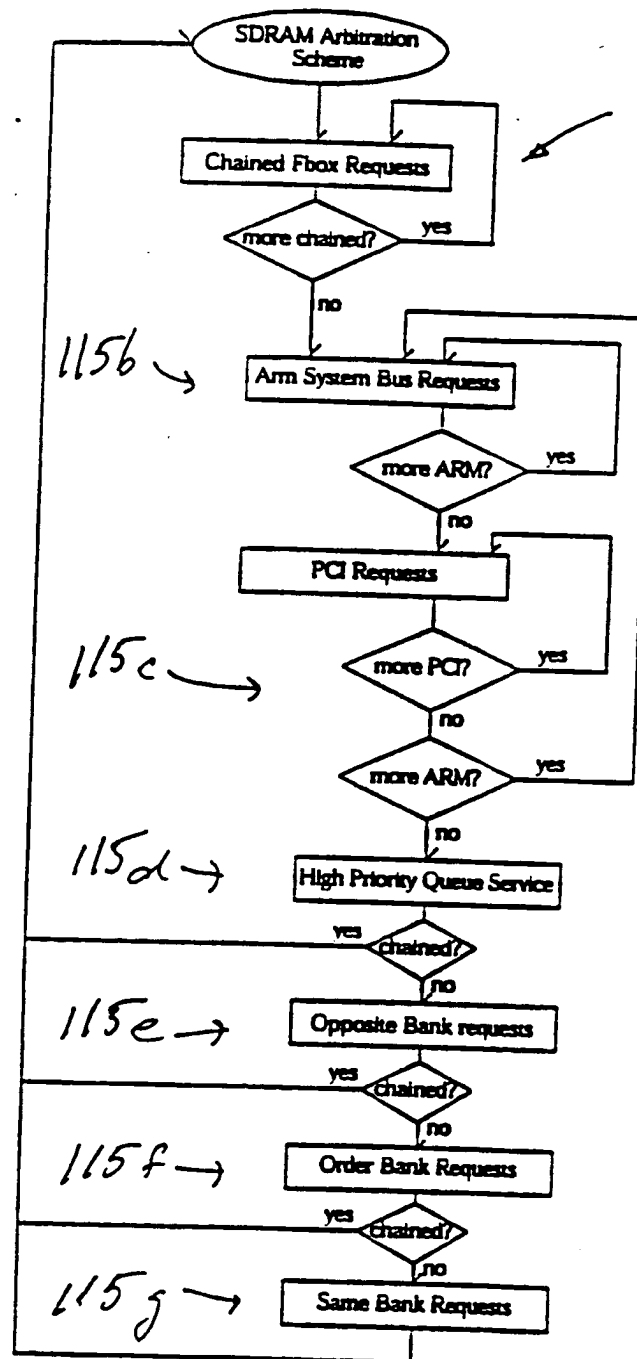 SDRAM Arbitration
Scheme
Chained Fbox Requests
more chained?
yes
no
115b
Arm System Bus Requests
more ARM?
yes
no
PCI Requests
115c
more PCI?
yes
no
more ARM?
yes
no
115d
High Priority Queue Service
yes
chained?
no
115e
Opposite Bank requests
yes
chained?
no
115f
Order Bank Requests
yes
chained?
no
115g
Same Bank Requests